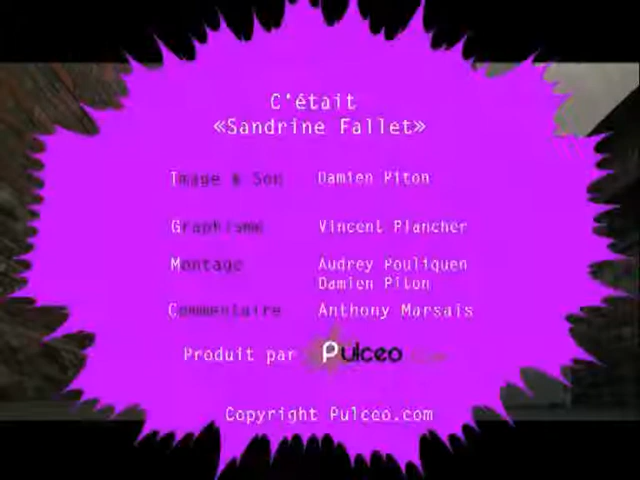 C'était
«Sandrine Fallet»
Image & Son Damien Piton
Graphisme Vincent Plancher
Montage Audrey Pouliquen
Damien Piton
Commentaire Anthony Marsais
Produit par Pulceo
Copyright Pulceo.com